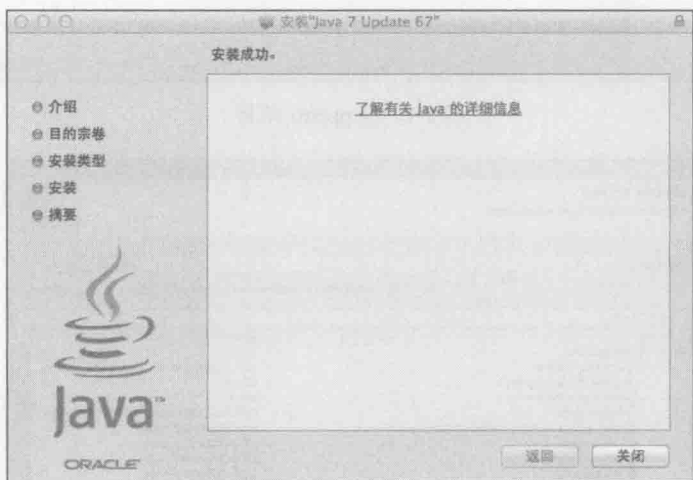 安装"Java 7 Update 67"
安装成功。
介绍
目的宗卷
安装类型
安装
摘要
了解有关 Java 的详细信息
Java™
ORACLE
返回
关闭